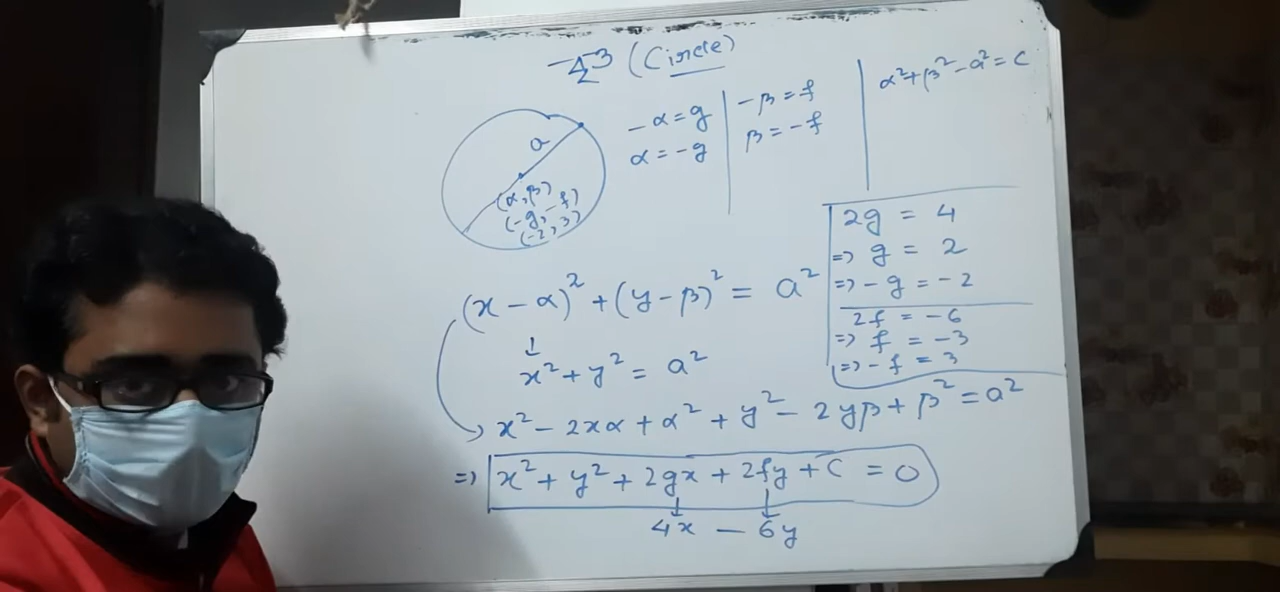 (Circle)
a
(α, β)
(-g, -f)
(-2, 3)
-α = g
α = -g
-β = f
β = -f
α² + β² - a² = c
2g = 4
=> g = 2
=> -g = -2
2f = -6
=> f = -3
=> -f = 3
(x - α)² + (y - β)² = a²
↓
x² + y² = a²
x² - 2xα + α² + y² - 2yβ + β² = a²
=> x² + y² + 2gx + 2fy + c = 0
4x - 6y